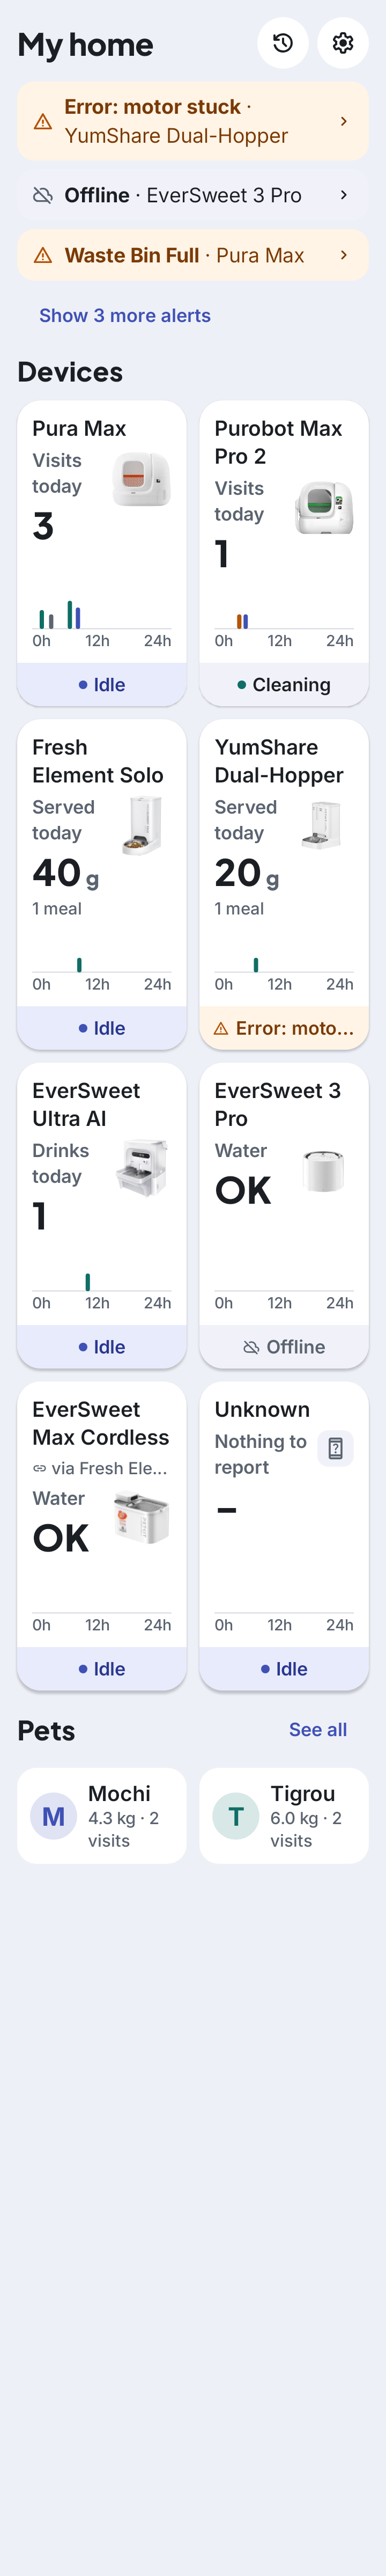 My home
Error: motor stuck ·
YumShare Dual-Hopper
Offline · EverSweet 3 Pro
Waste Bin Full · Pura Max
Show 3 more alerts
Devices
Pura Max
Visits
today
3
0h 12h 24h
Idle
Purobot Max
Pro 2
Visits
today
1
0h 12h 24h
Cleaning
Fresh
Element Solo
Served
today
40 g
1 meal
0h 12h 24h
Idle
YumShare
Dual-Hopper
Served
today
20 g
1 meal
0h 12h 24h
Error: moto...
EverSweet
Ultra AI
Drinks
today
1
0h 12h 24h
Idle
EverSweet 3
Pro
Water
OK
0h 12h 24h
Offline
EverSweet
Max Cordless
via Fresh Ele...
Water
OK
0h 12h 24h
Idle
Unknown
Nothing to
report
–
0h 12h 24h
Idle
Pets
See all
M
Mochi
4.3 kg · 2
visits
T
Tigrou
6.0 kg · 2
visits